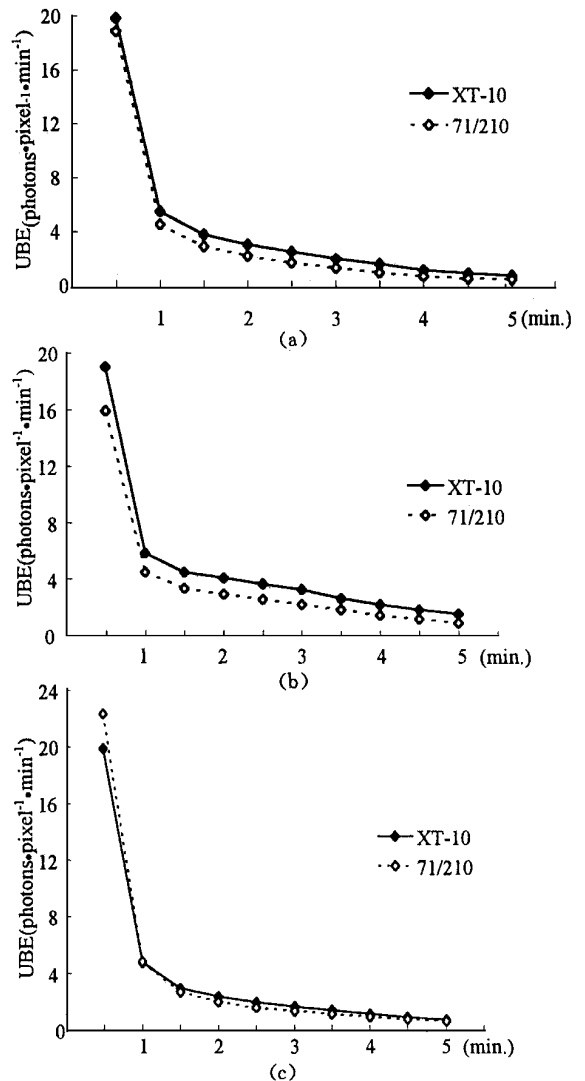 20
16
12
8
4
0
UBE(photons•pixel-1•min⁻¹)
XT-10
71/210
1 2 3 4 5 (min.)
(a)
20
16
12
8
4
0
UBE(photons•pixel⁻¹•min⁻¹)
XT-10
71/210
1 2 3 4 5 (min.)
(b)
24
20
16
12
8
4
0
UBE(photons•pixel⁻¹•min⁻¹)
XT-10
71/210
1 2 3 4 5 (min.)
(c)